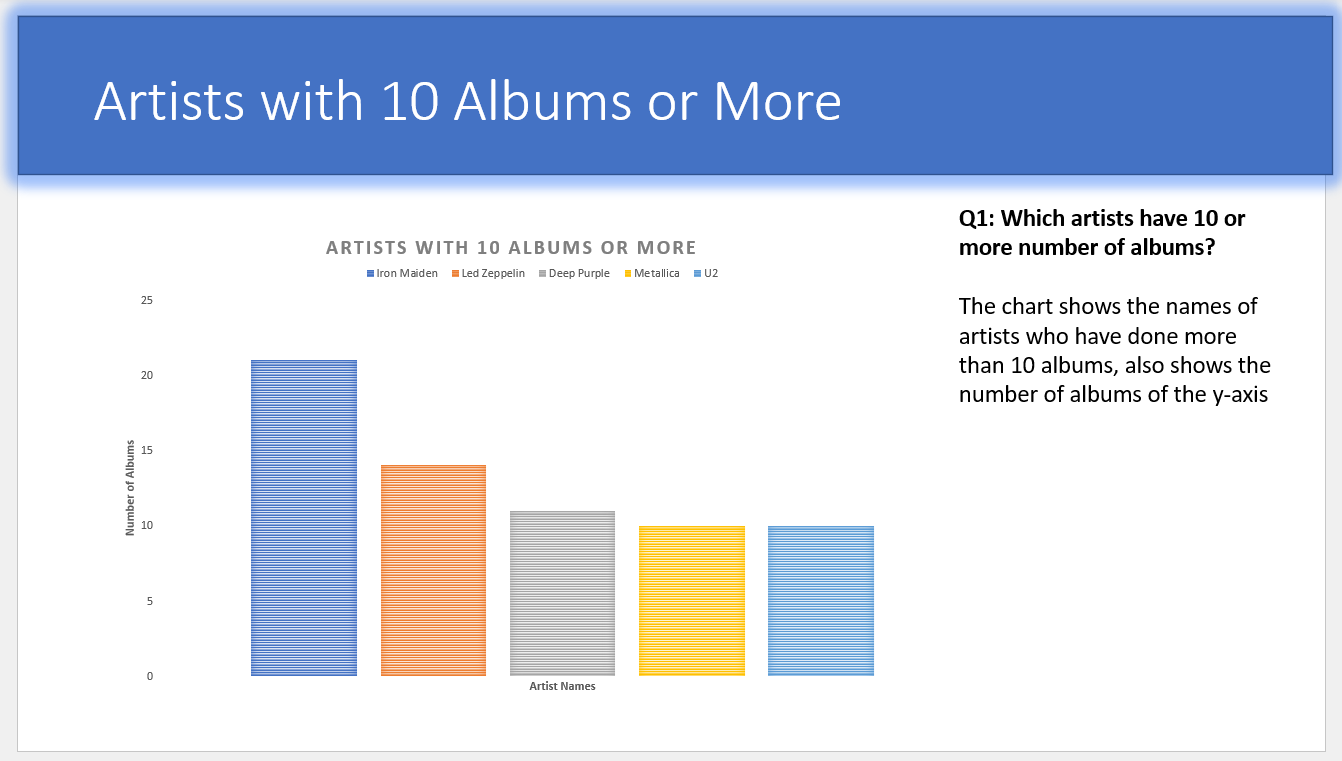 Artists with 10 Albums or More
ARTISTS WITH 10 ALBUMS OR MORE
Iron Maiden Led Zeppelin Deep Purple Metallica U2
25
20
15
10
5
0
Number of Albums
Artist Names
Q1: Which artists have 10 or
more number of albums?
The chart shows the names of
artists who have done more
than 10 albums, also shows the
number of albums of the y-axis